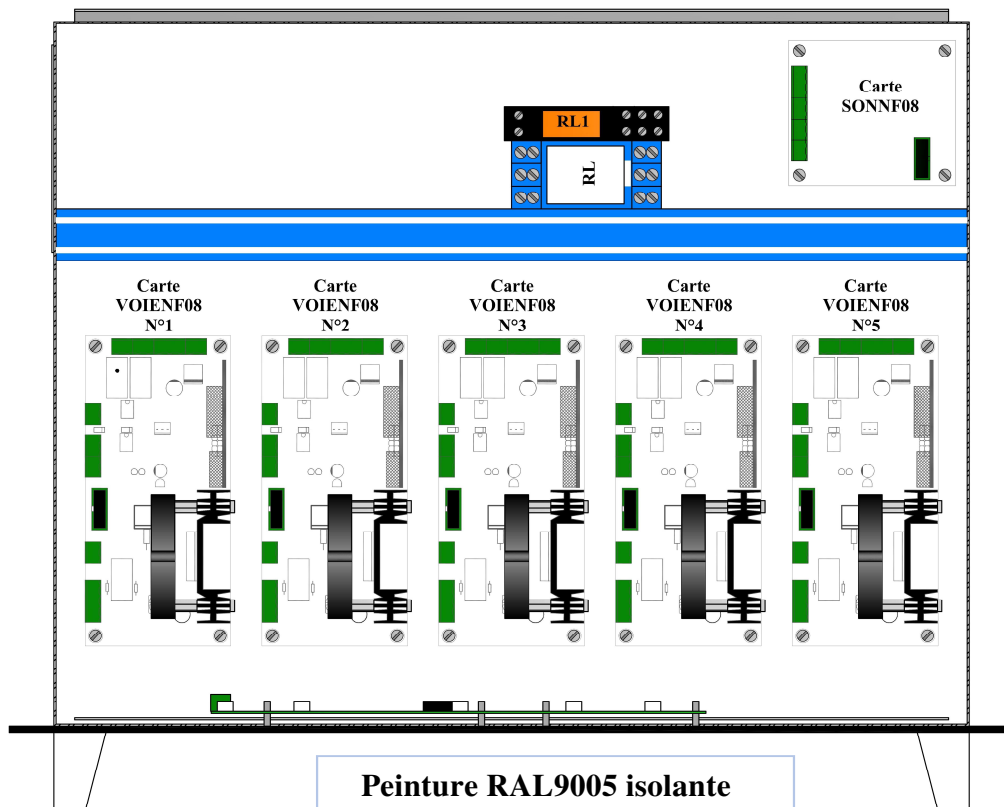 Carte
SONNF08
RL1
RL
Carte
VOIENF08
N°1
Carte
VOIENF08
N°2
Carte
VOIENF08
N°3
Carte
VOIENF08
N°4
Carte
VOIENF08
N°5
Peinture RAL9005 isolante